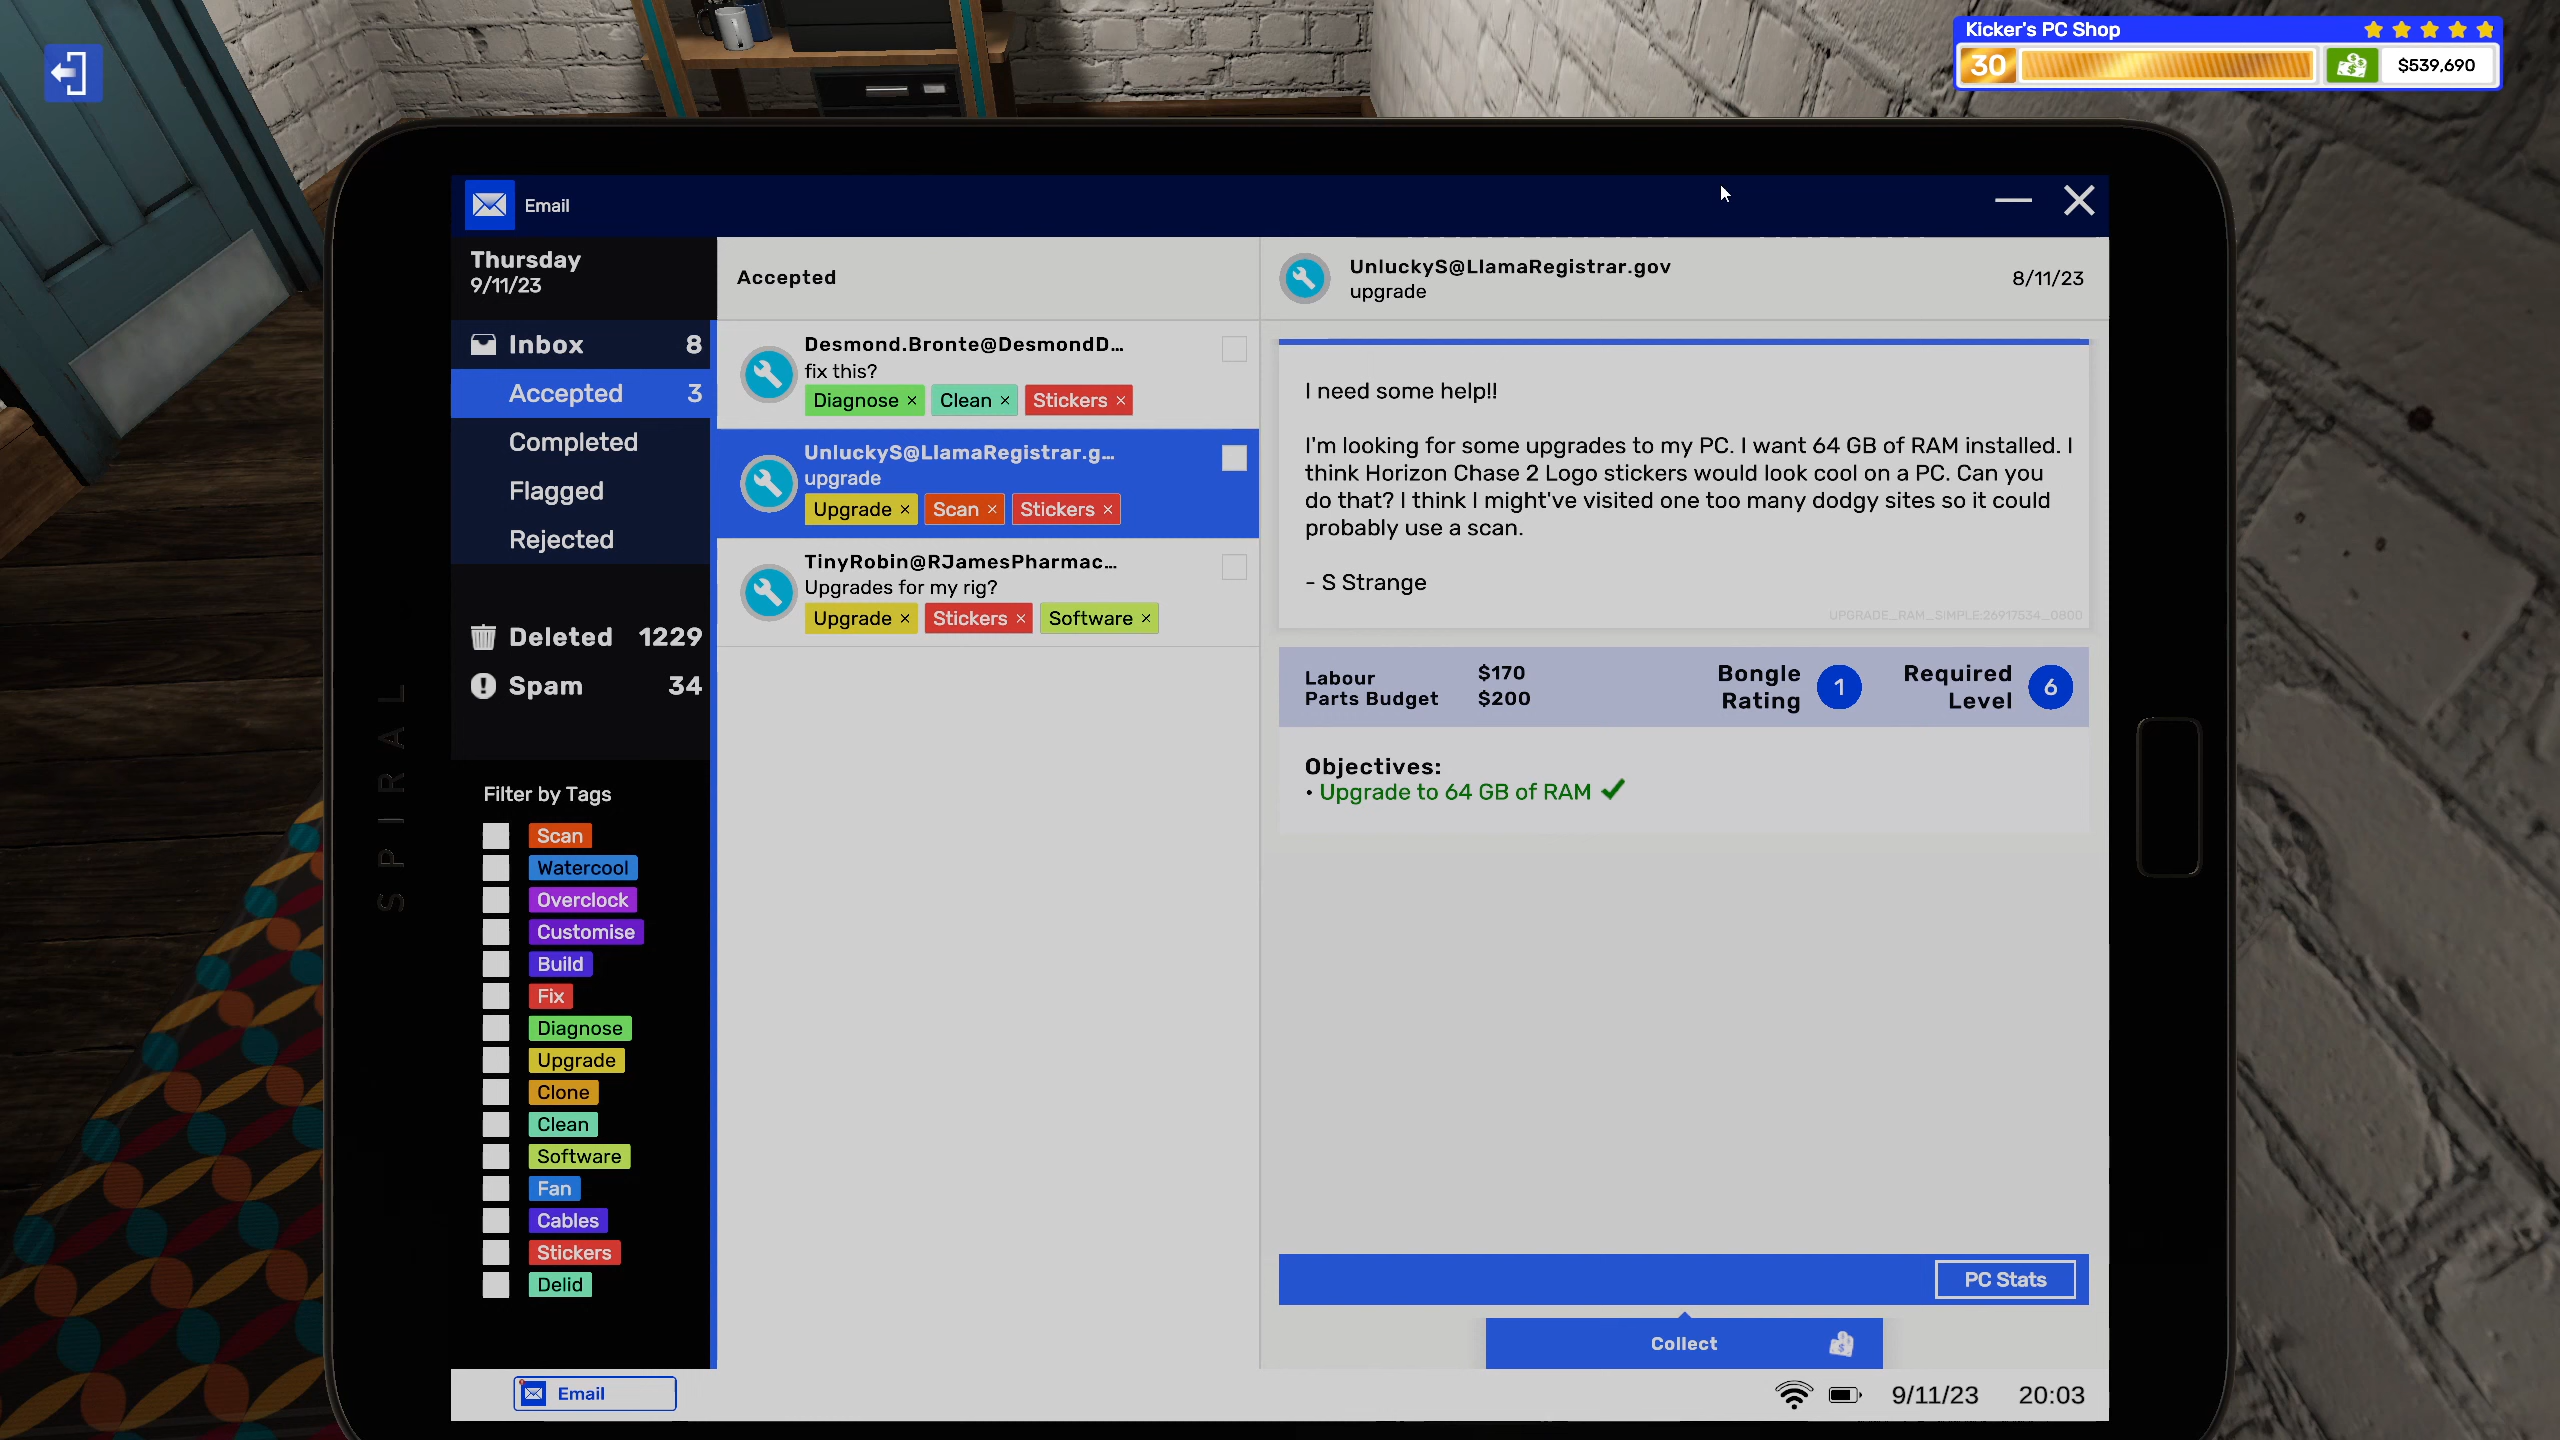 Kicker's PC Shop
30
$539,690
Email
Thursday
9/11/23
Inbox 8
Accepted 3
Completed
Flagged
Rejected
Deleted 1229
Spam 34
Filter by Tags
Scan
Watercool
Overclock
Customise
Build
Fix
Diagnose
Upgrade
Clone
Clean
Software
Fan
Cables
Stickers
Delid
Accepted
Desmond.Bronte@DesmondD...
fix this?
Diagnose × Clean × Stickers ×
UnluckyS@LlamaRegistrar.g...
upgrade
Upgrade × Scan × Stickers ×
TinyRobin@RJamesPharmac...
Upgrades for my rig?
Upgrade × Stickers × Software ×
UnluckyS@LlamaRegistrar.gov
upgrade
8/11/23
I need some help!!
I'm looking for some upgrades to my PC. I want 64 GB of RAM installed. I
think Horizon Chase 2 Logo stickers would look cool on a PC. Can you
do that? I think I might've visited one too many dodgy sites so it could
probably use a scan.
- S Strange
UPGRADE_RAM_SIMPLE:26917534_0800
Labour $170
Parts Budget $200
Bongle
Rating 1
Required
Level 6
Objectives:
• Upgrade to 64 GB of RAM
PC Stats
Collect
Email
9/11/23 20:03
SPIRAL